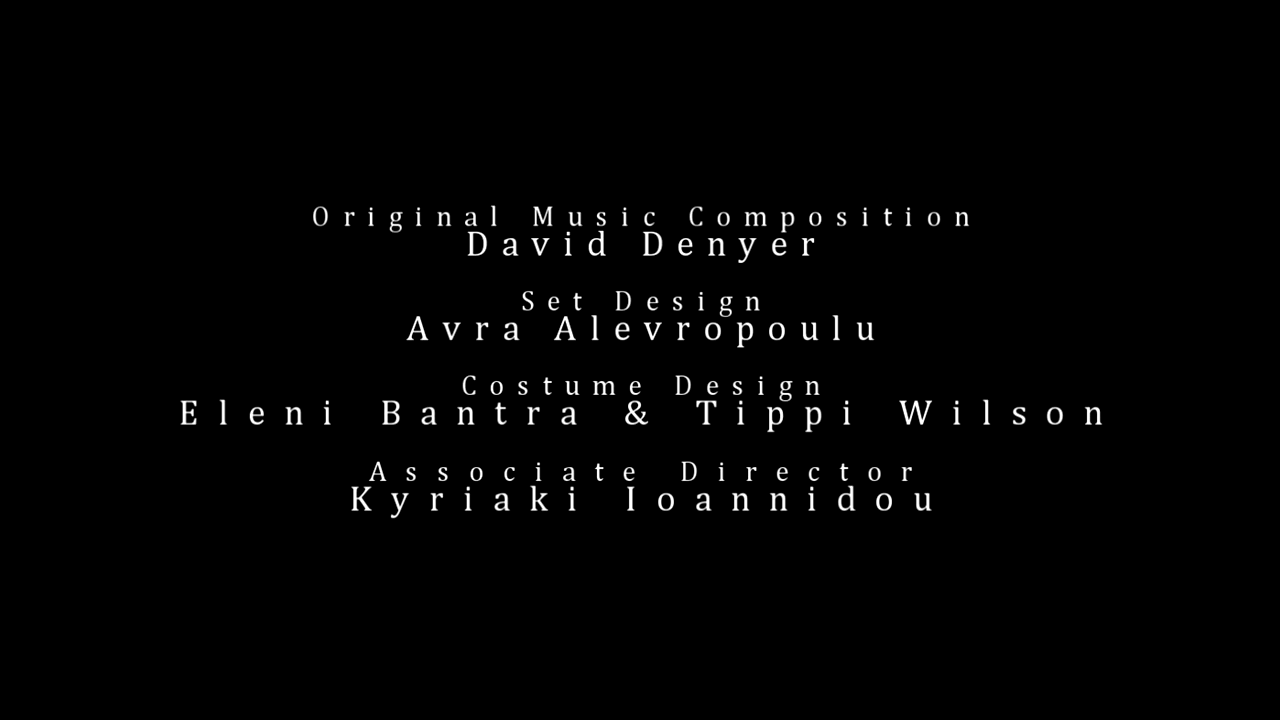 Original Music Composition
David Denyer
Set Design
Avra Alevropoulu
Costume Design
Eleni Bantra & Tippi Wilson
Associate Director
Kyriaki Ioannidou